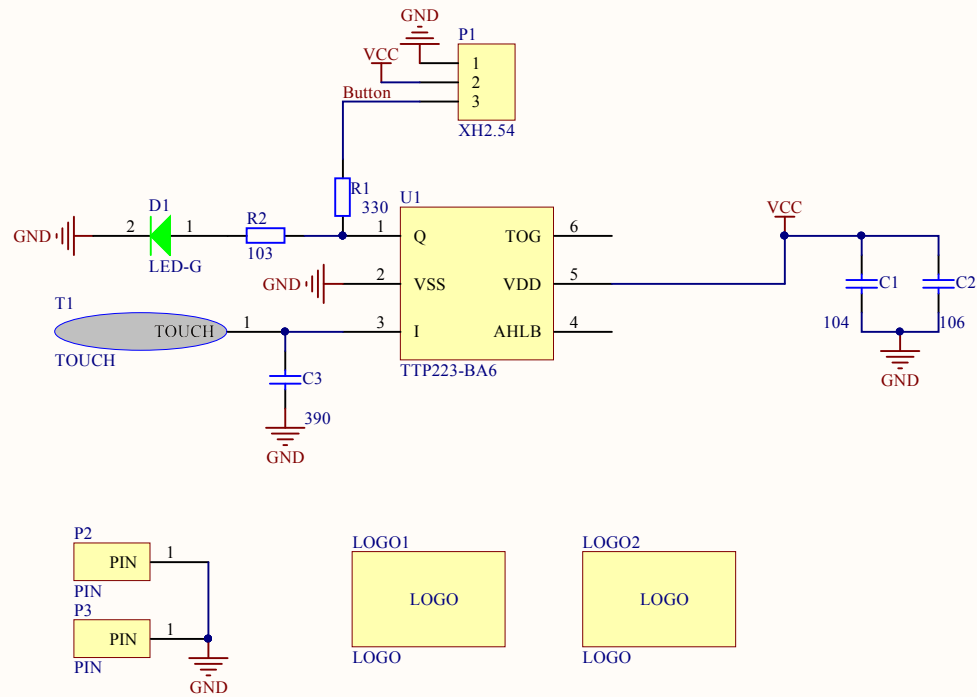 GND
P1
VCC
1
2
Button
3
XH2.54
R1
330
U1
D1
2
1
R2
GND
LED-G
103
1
Q
TOG
6
VCC
GND
2
VSS
VDD
5
C1
C2
104
106
T1
TOUCH
1
3
I
AHLB
4
TOUCH
TTP223-BA6
C3
390
GND
GND
P2
PIN
1
PIN
P3
PIN
1
PIN
GND
LOGO1
LOGO
LOGO
LOGO2
LOGO
LOGO